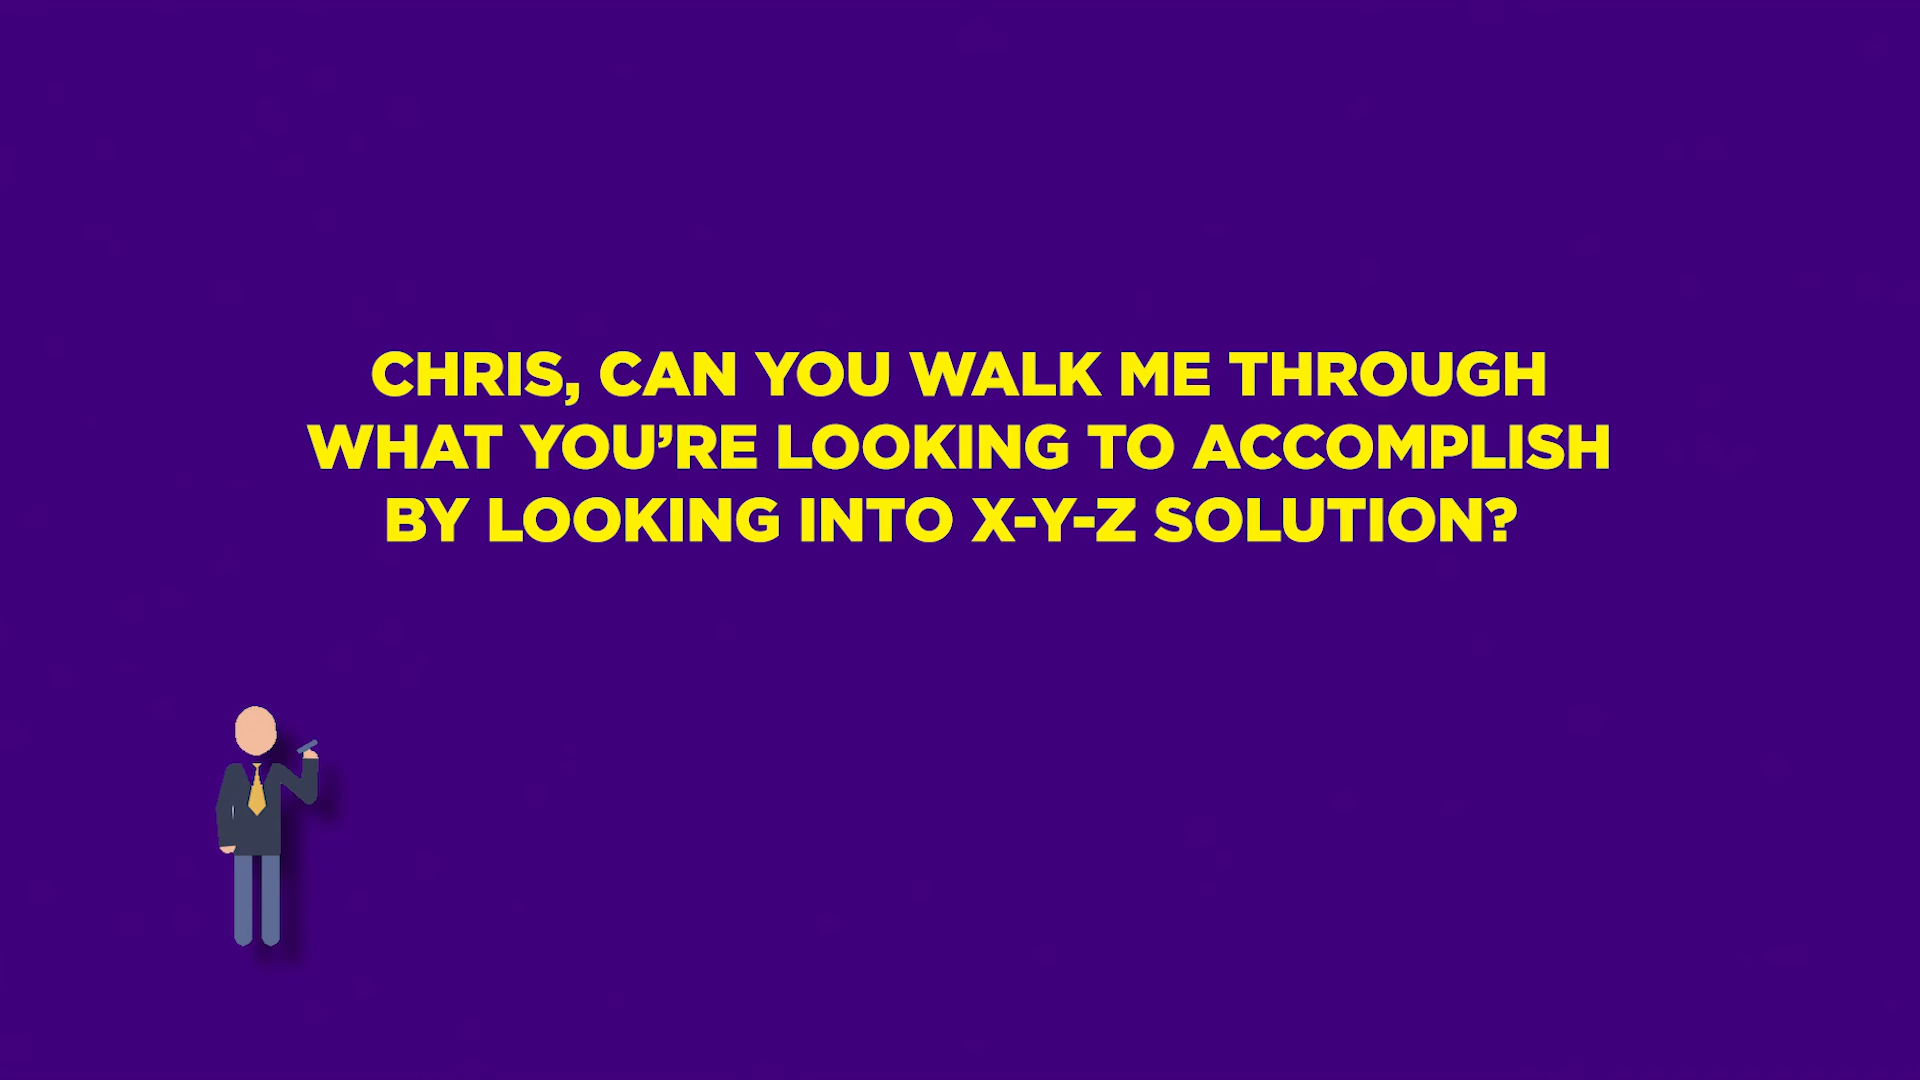 CHRIS, CAN YOU WALK ME THROUGH
WHAT YOU’RE LOOKING TO ACCOMPLISH
BY LOOKING INTO X-Y-Z SOLUTION?